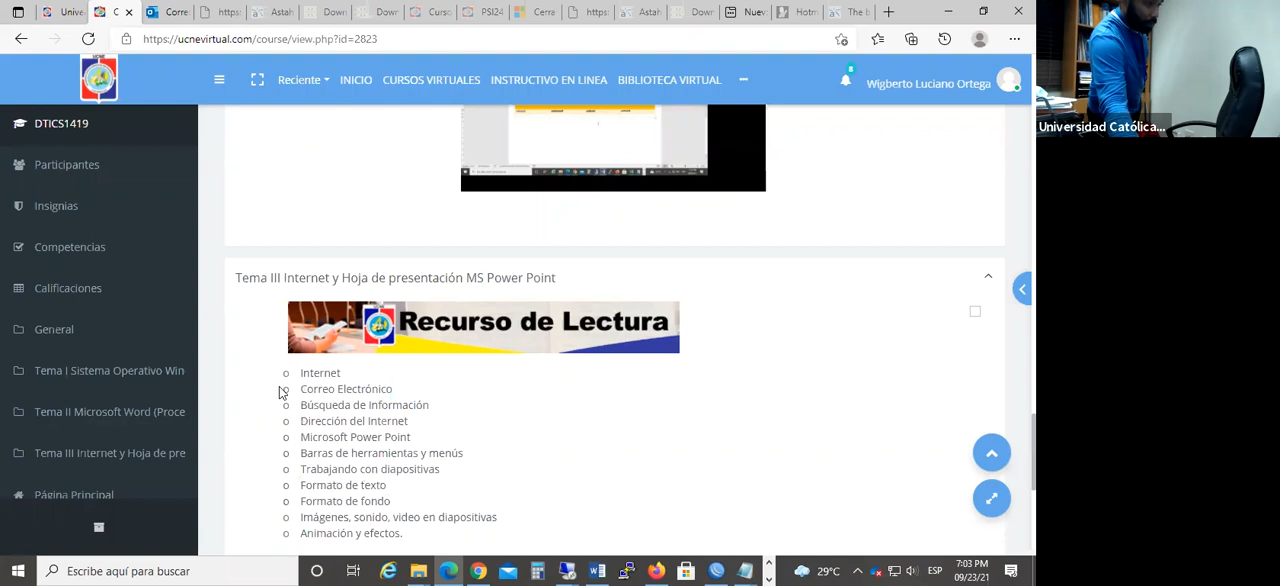 Unive
C
Corre
https:
Astah
Down
Down
Curso
PSI24
Cerra
https:
Astah
Down
Nuev
Hotm
The b
https://ucnevirtual.com/course/view.php?id=2823
Reciente
INICIO
CURSOS VIRTUALES
INSTRUCTIVO EN LINEA
BIBLIOTECA VIRTUAL
8
Wigberto Luciano Ortega
Universidad Católica...
DTICS1419
Participantes
Insignias
Competencias
Calificaciones
General
Tema I Sistema Operativo Win
Tema II Microsoft Word (Proce
Tema III Internet y Hoja de pre
Página Principal
Tema III Internet y Hoja de presentación MS Power Point
Recurso de Lectura
o Internet
o Correo Electrónico
o Búsqueda de Información
o Dirección del Internet
o Microsoft Power Point
o Barras de herramientas y menús
o Trabajando con diapositivas
o Formato de texto
o Formato de fondo
o Imágenes, sonido, video en diapositivas
o Animación y efectos.
Escribe aquí para buscar
29°C
ESP
7:03 PM
09/23/21